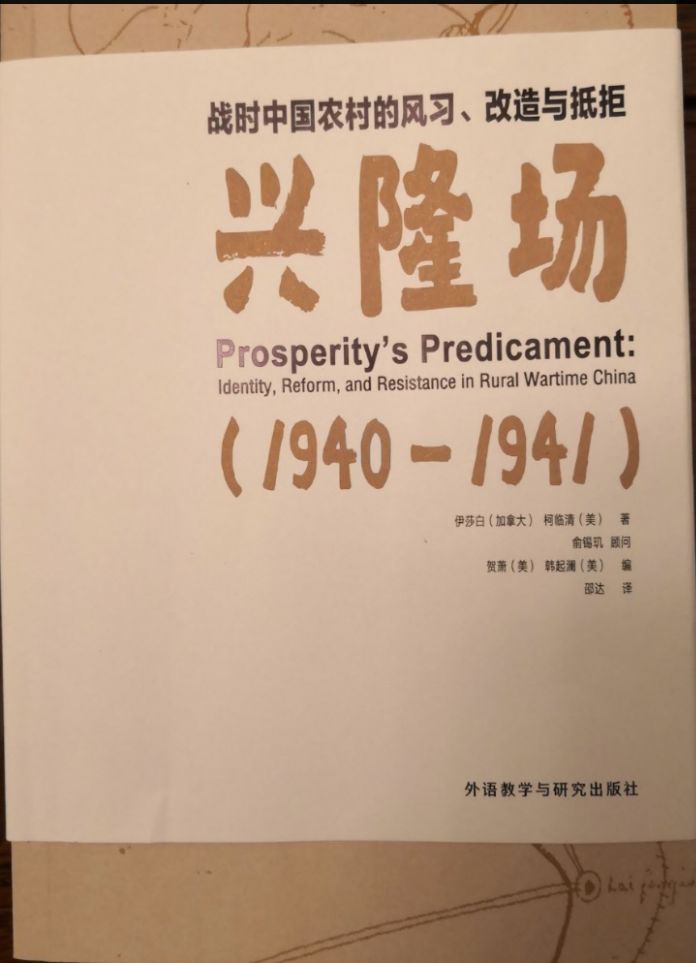 战时中国农村的风习、改造与抵拒
兴隆场
Prosperity's Predicament:
Identity, Reform, and Resistance in Rural Wartime China
(1940－1941)
伊莎白（加拿大） 柯临清（美） 著
俞锡玑 顾问
贺萧（美） 韩起澜（美） 编
邵达 译
外语教学与研究出版社